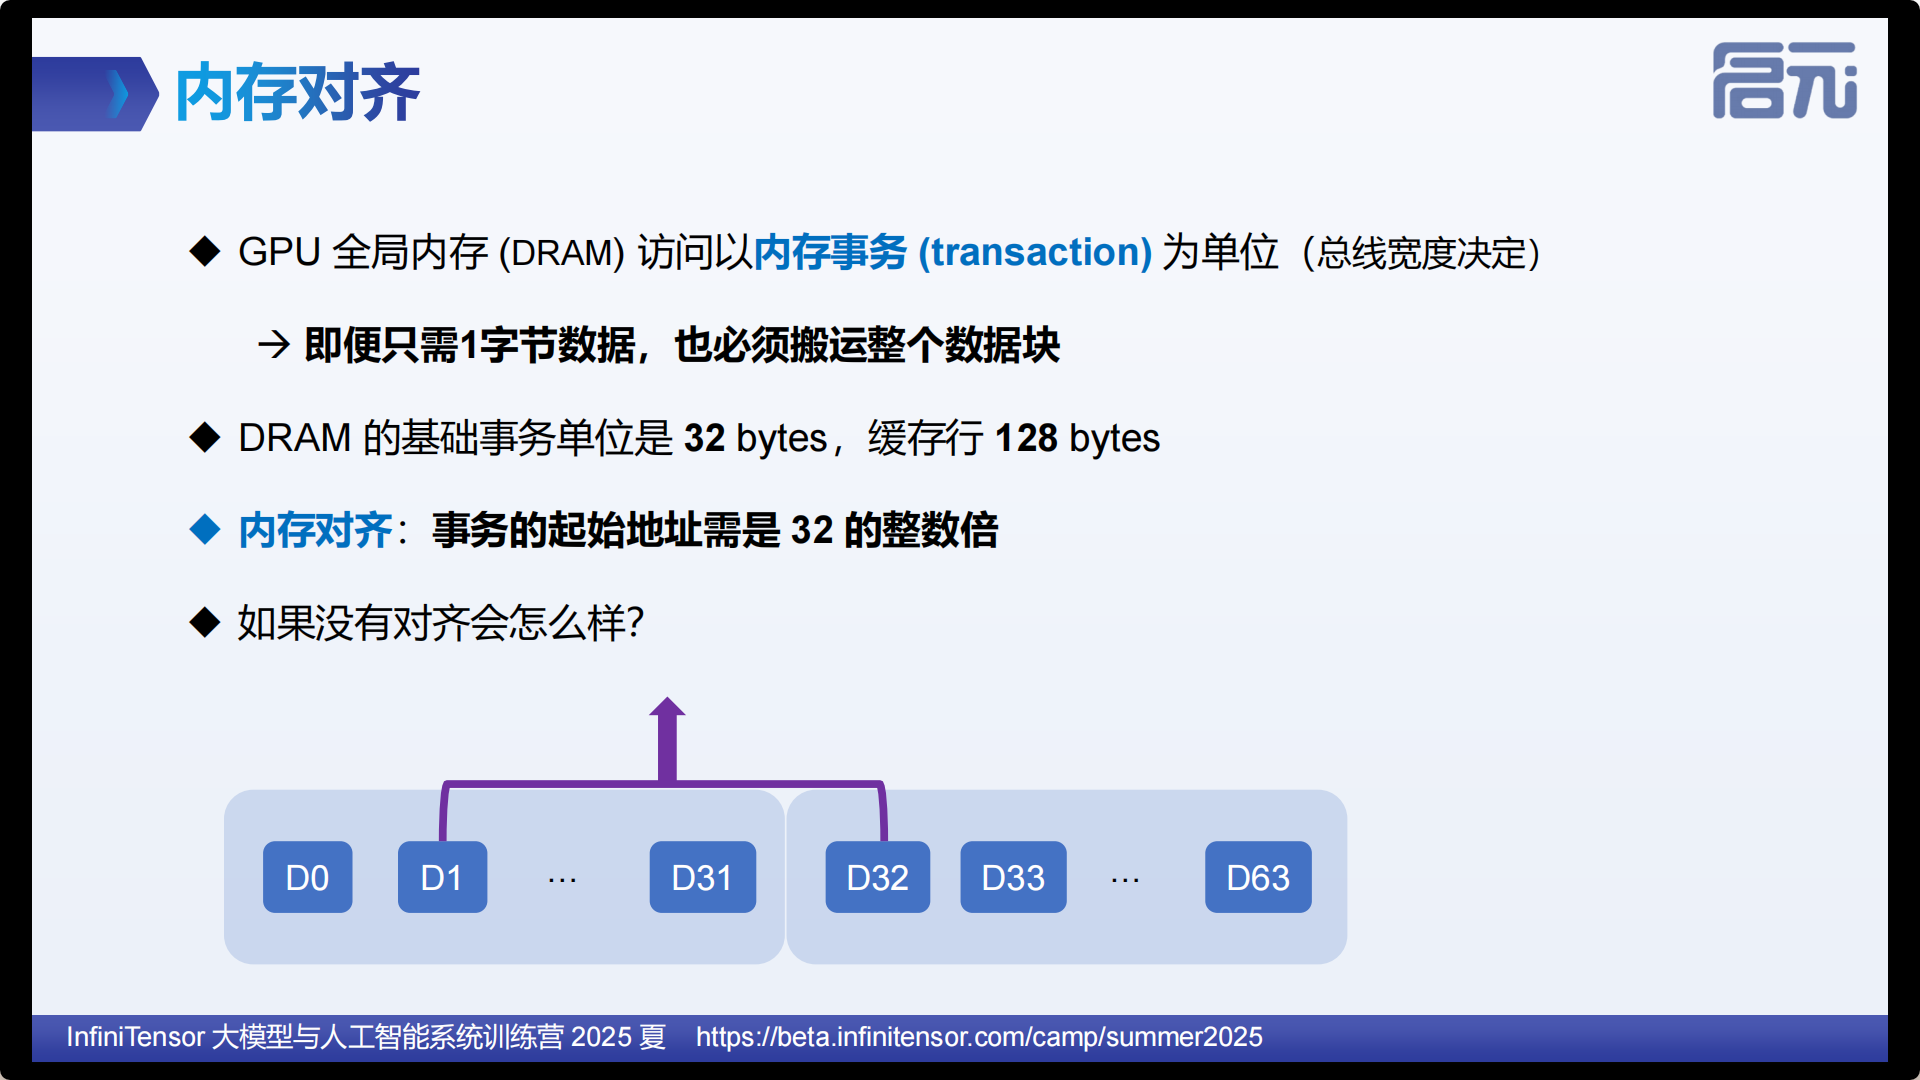 内存对齐
启元
GPU 全局内存 (DRAM) 访问以内存事务 (transaction) 为单位（总线宽度决定）
→ 即便只需1字节数据，也必须搬运整个数据块
DRAM 的基础事务单位是 32 bytes，缓存行 128 bytes
内存对齐：事务的起始地址需是 32 的整数倍
如果没有对齐会怎么样？
D0 D1 … D31 D32 D33 … D63
InfiniTensor 大模型与人工智能系统训练营 2025 夏 https://beta.infinitensor.com/camp/summer2025